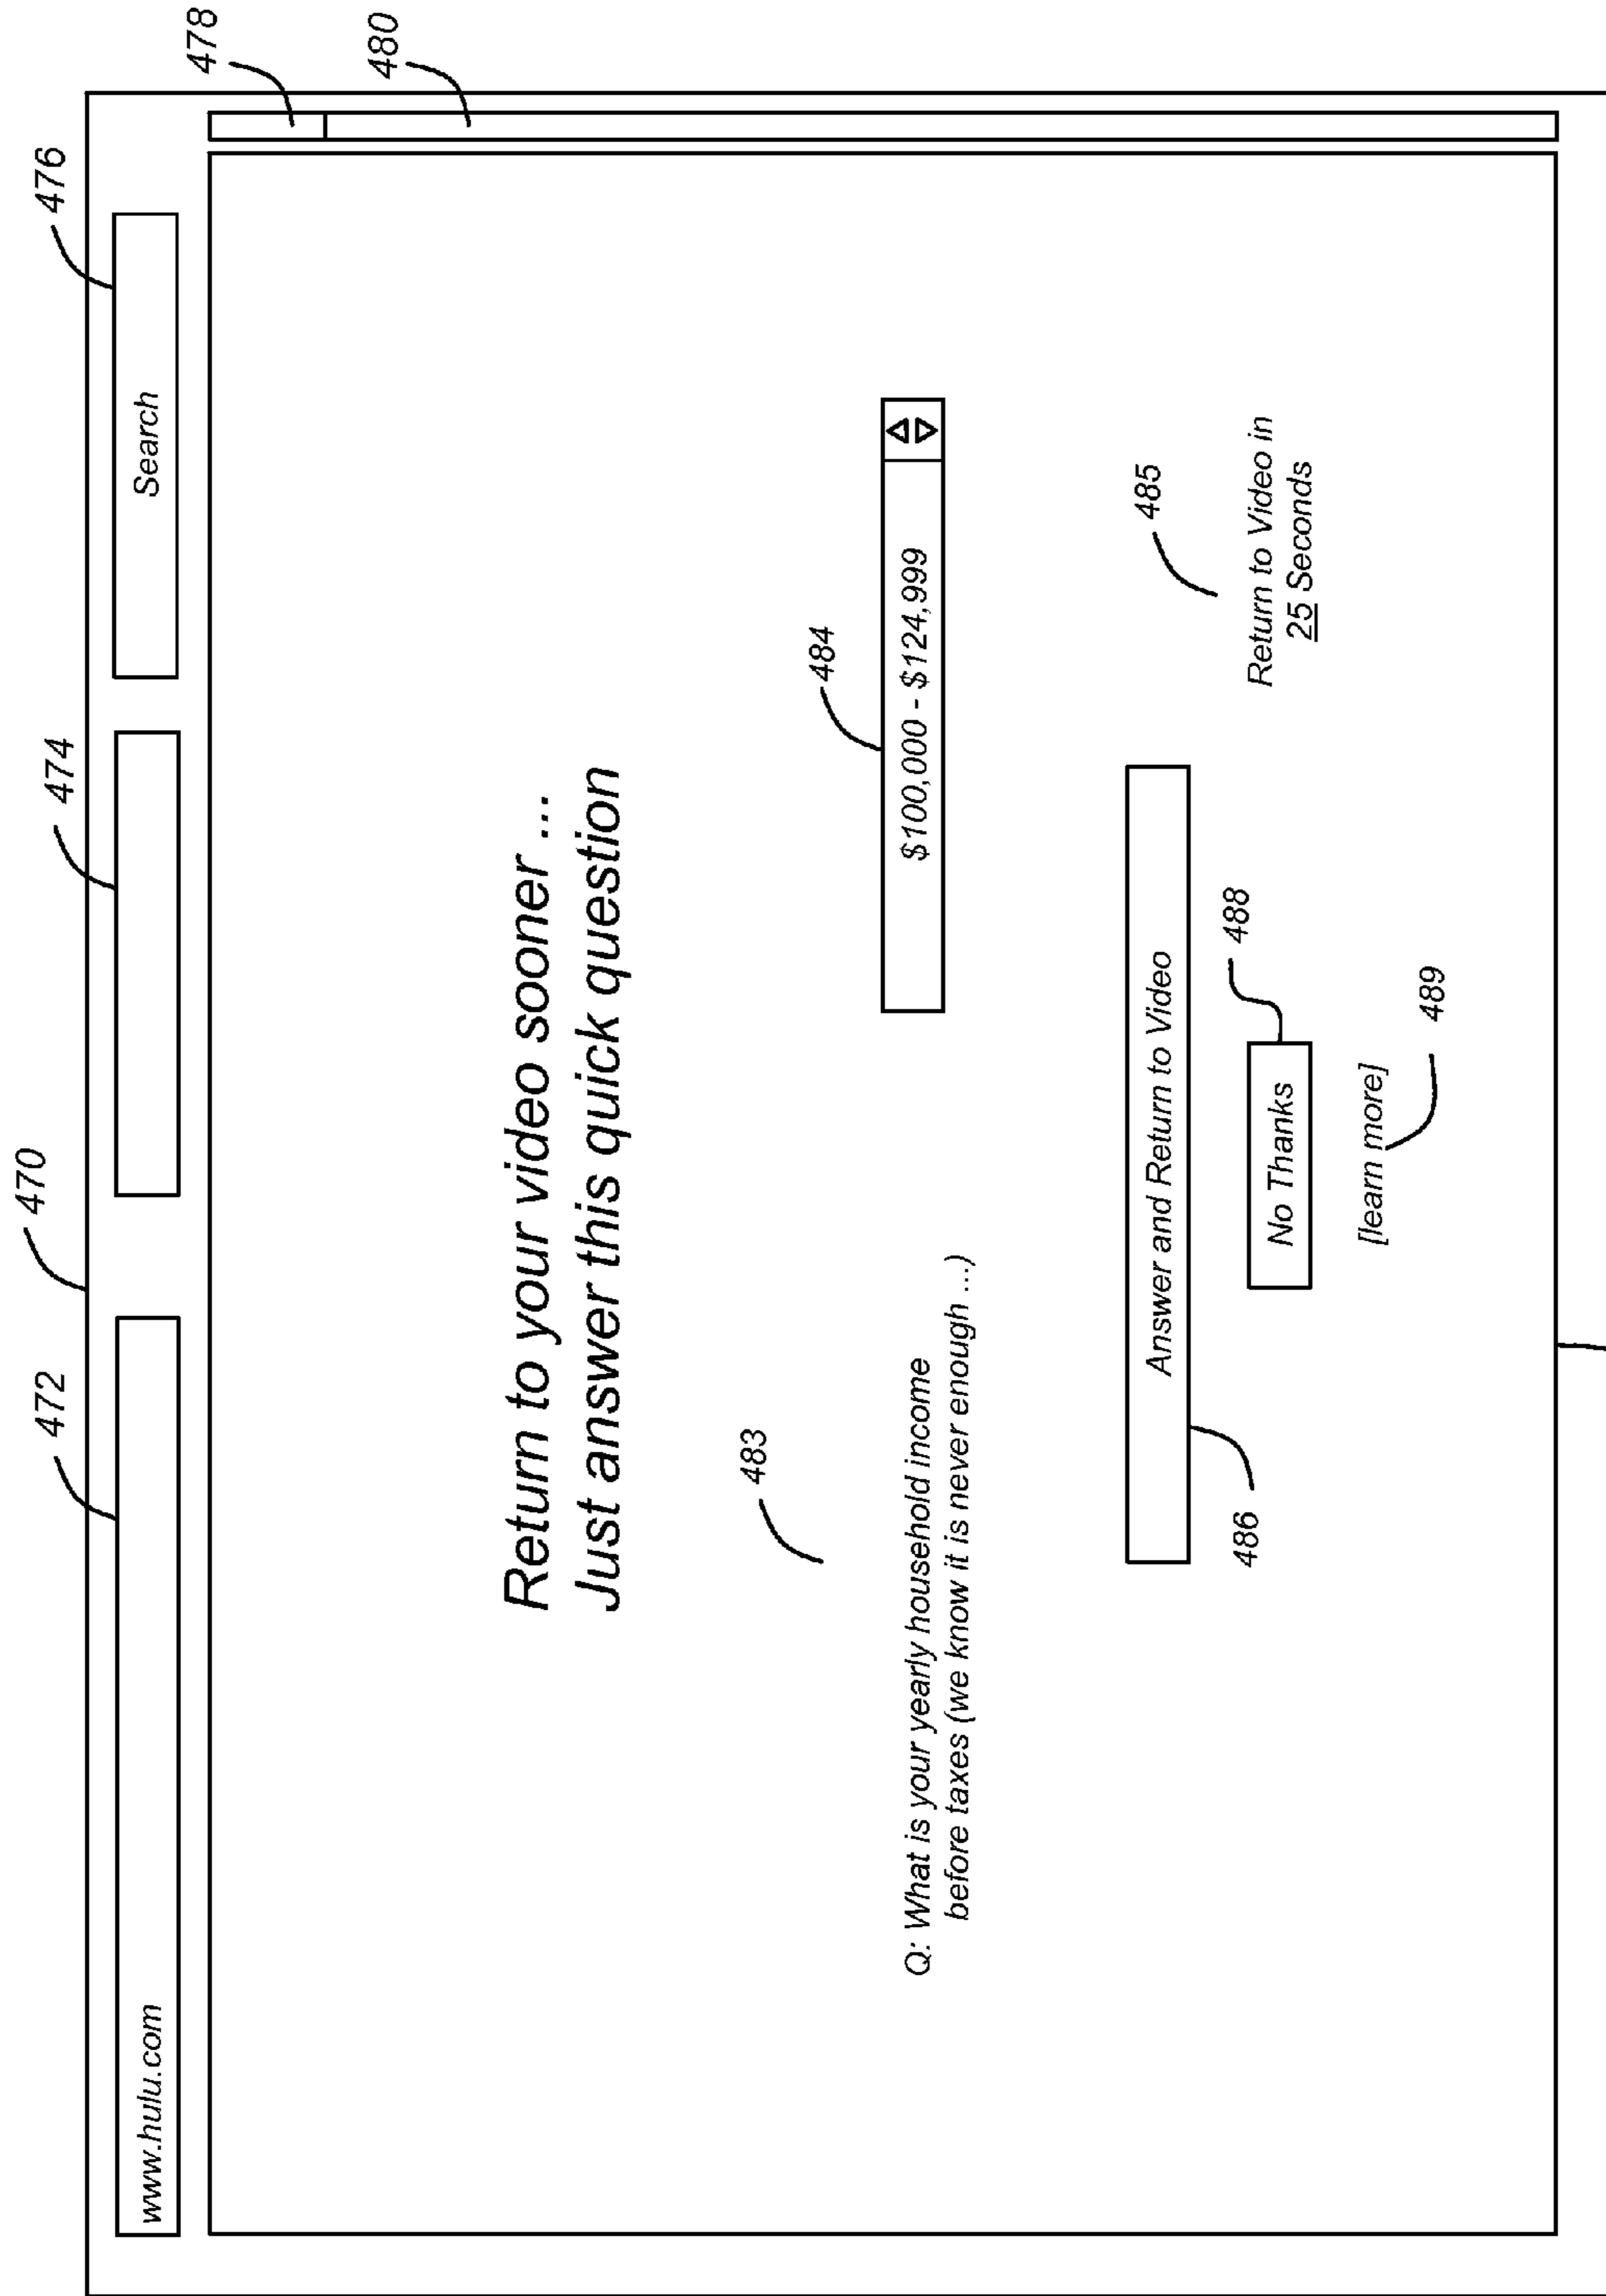 470
472
474
476
478
480
www.hulu.com
Search
Return to your video sooner ...
Just answer this quick question
483
484
Q: What is your yearly household income
before taxes (we know it is never enough ...)
$100,000 - $124,999
485
Answer and Return to Video
486
488
Return to Video in
25 Seconds
No Thanks
[learn more]
489